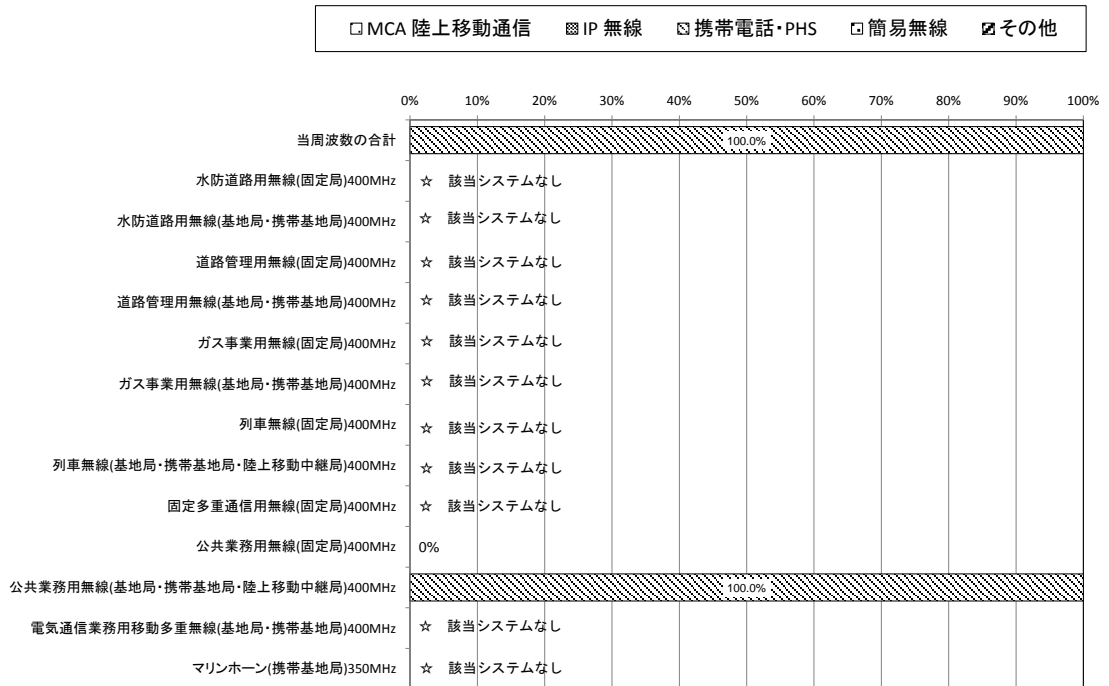 MCA 陸上移動通信 IP 無線 携帯電話・PHS 簡易無線 その他
0% 10% 20% 30% 40% 50% 60% 70% 80% 90% 100%
当周波数の合計 100.0%
水防道路用無線(固定局)400MHz ☆ 該当システムなし
水防道路用無線(基地局・携帯基地局)400MHz ☆ 該当システムなし
道路管理用無線(固定局)400MHz ☆ 該当システムなし
道路管理用無線(基地局・携帯基地局)400MHz ☆ 該当システムなし
ガス事業用無線(固定局)400MHz ☆ 該当システムなし
ガス事業用無線(基地局・携帯基地局)400MHz ☆ 該当システムなし
列車無線(固定局)400MHz ☆ 該当システムなし
列車無線(基地局・携帯基地局・陸上移動中継局)400MHz ☆ 該当システムなし
固定多重通信用無線(固定局)400MHz ☆ 該当システムなし
公共業務用無線(固定局)400MHz 0%
公共業務用無線(基地局・携帯基地局・陸上移動中継局)400MHz 100.0%
電気通信業務用移動多重無線(基地局・携帯基地局)400MHz ☆ 該当システムなし
マリンホーン(携帯基地局)350MHz ☆ 該当システムなし